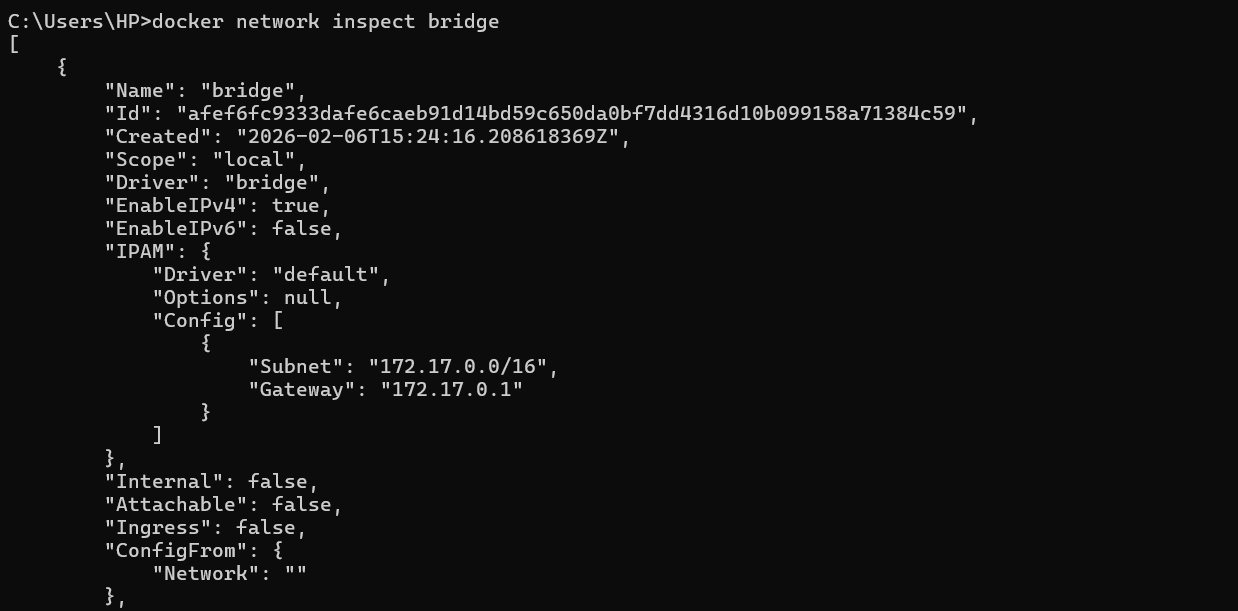 C:\Users\HP>docker network inspect bridge
[
    {
        "Name": "bridge",
        "Id": "afef6fc9333dafe6caeb91d14bd59c650da0bf7dd4316d10b099158a71384c59",
        "Created": "2026-02-06T15:24:16.208618369Z",
        "Scope": "local",
        "Driver": "bridge",
        "EnableIPv4": true,
        "EnableIPv6": false,
        "IPAM": {
            "Driver": "default",
            "Options": null,
            "Config": [
                {
                    "Subnet": "172.17.0.0/16",
                    "Gateway": "172.17.0.1"
                }
            ]
        },
        "Internal": false,
        "Attachable": false,
        "Ingress": false,
        "ConfigFrom": {
            "Network": ""
        },